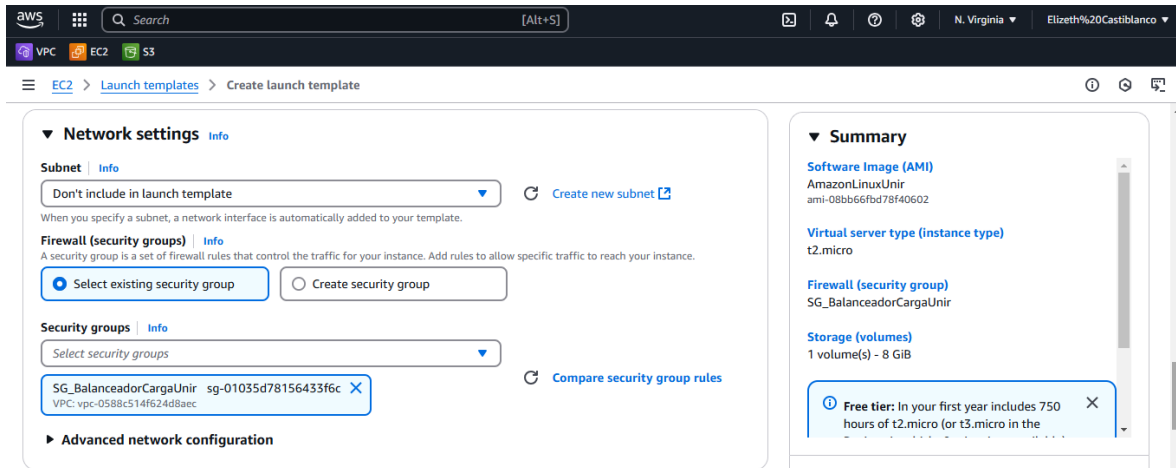 aws Search [Alt+S] N. Virginia ▼ Elizeth%20Castiblanco ▼
VPC EC2 S3
EC2 > Launch templates > Create launch template
▼ Network settings Info
Subnet Info
Don't include in launch template
Create new subnet
When you specify a subnet, a network interface is automatically added to your template.
Firewall (security groups) Info
A security group is a set of firewall rules that control the traffic for your instance. Add rules to allow specific traffic to reach your instance.
Select existing security group
Create security group
Security groups Info
Select security groups
SG_BalanceadorCargaUnir sg-01035d78156433f6c
VPC: vpc-0588c514f624d8aec
Compare security group rules
▶ Advanced network configuration
▼ Summary
Software Image (AMI)
AmazonLinuxUnir
ami-08bb66fbd78f40602
Virtual server type (instance type)
t2.micro
Firewall (security group)
SG_BalanceadorCargaUnir
Storage (volumes)
1 volume(s) - 8 GiB
Free tier: In your first year includes 750
hours of t2.micro (or t3.micro in the